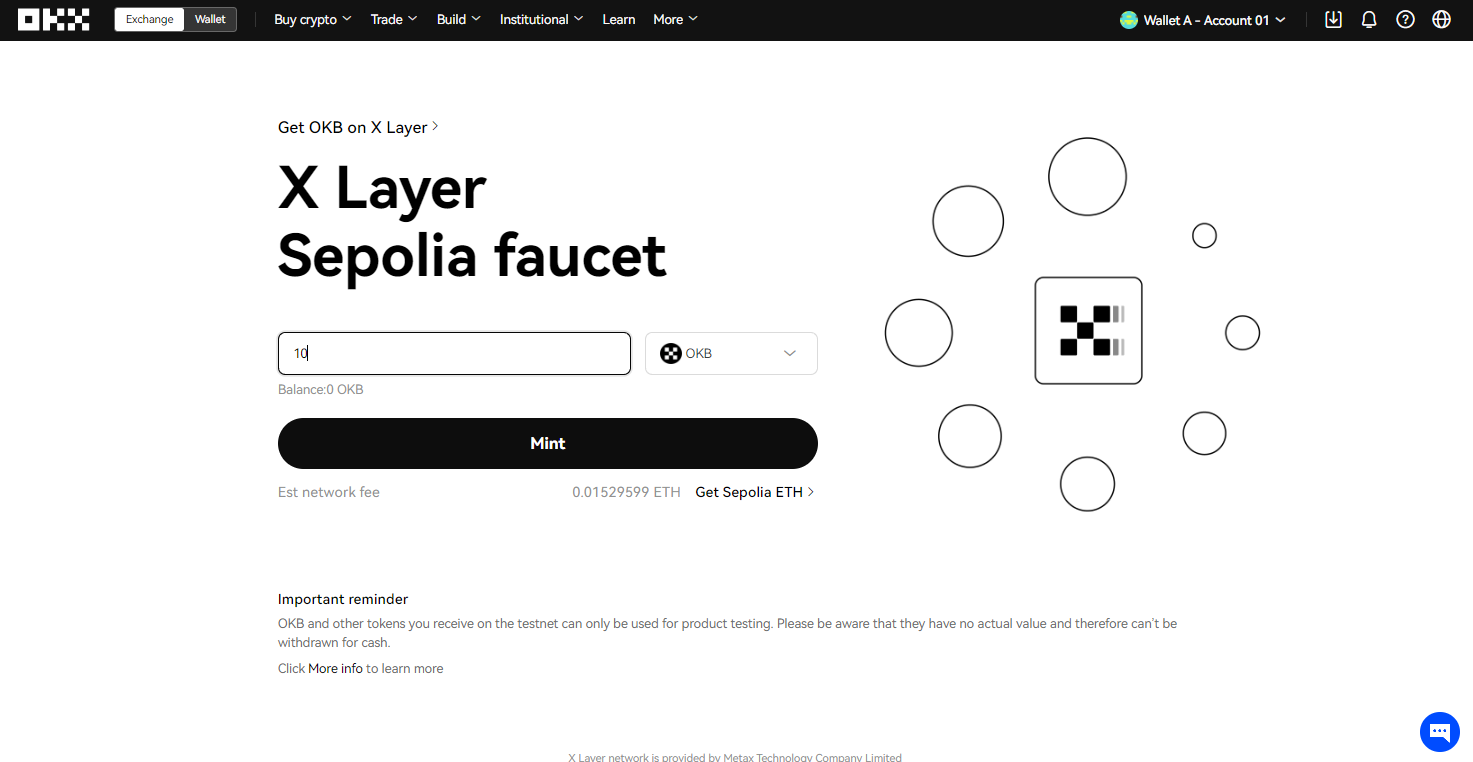 OKX Exchange Wallet Buy crypto Trade Build Institutional Learn More Wallet A - Account 01
Get OKB on X Layer
X Layer
Sepolia faucet
10 OKB
Balance:0 OKB
Mint
Est network fee 0.01529599 ETH Get Sepolia ETH
Important reminder
OKB and other tokens you receive on the testnet can only be used for product testing. Please be aware that they have no actual value and therefore can't be
withdrawn for cash.
Click More info to learn more
X Layer network is provided by Metax Technology Company Limited